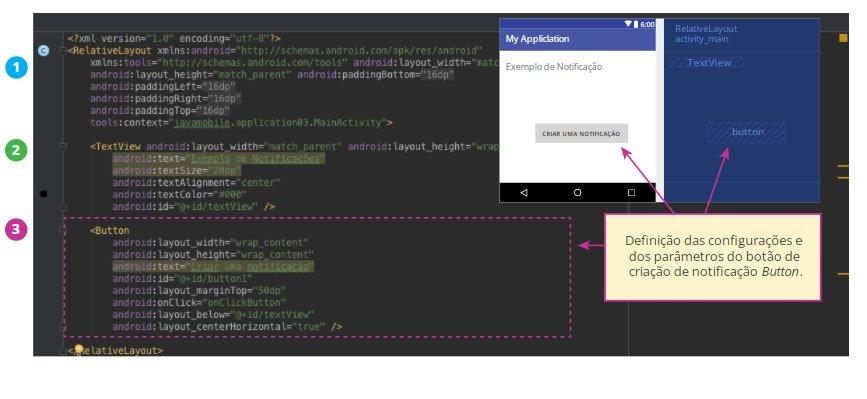 <?xml version="1.0" encoding="utf-8"?>
<RelativeLayout xmlns:android="http://schemas.android.com/apk/res/android"
xmlns:tools="http://schemas.android.com/tools" android:layout_width="matc
android:layout_height="match_parent" android:paddingBottom="16dp"
android:paddingLeft="16dp"
android:paddingRight="16dp"
android:paddingTop="16dp"
tools:context="javamobile.application03.MainActivity">
<TextView android:layout_width="match_parent" android:layout_height="wrap
android:text="Exemplo de Notificações"
android:textSize="20dp"
android:textAlignment="center"
android:textColor="#000"
android:id="@+id/textView" />
<Button
android:layout_width="wrap_content"
android:layout_height="wrap_content"
android:text="Criar uma notificação"
android:id="@+id/button1"
android:layout_marginTop="50dp"
android:onClick="onClickButton"
android:layout_below="@+id/textView"
android:layout_centerHorizontal="true" />
</RelativeLayout>
C
1
2
3
6:00
My Application
Exemplo de Notificação
CRIAR UMA NOTIFICAÇÃO
RelativeLayout
activity_main
TextView
button
Definição das configurações e
dos parâmetros do botão de
criação de notificação Button.